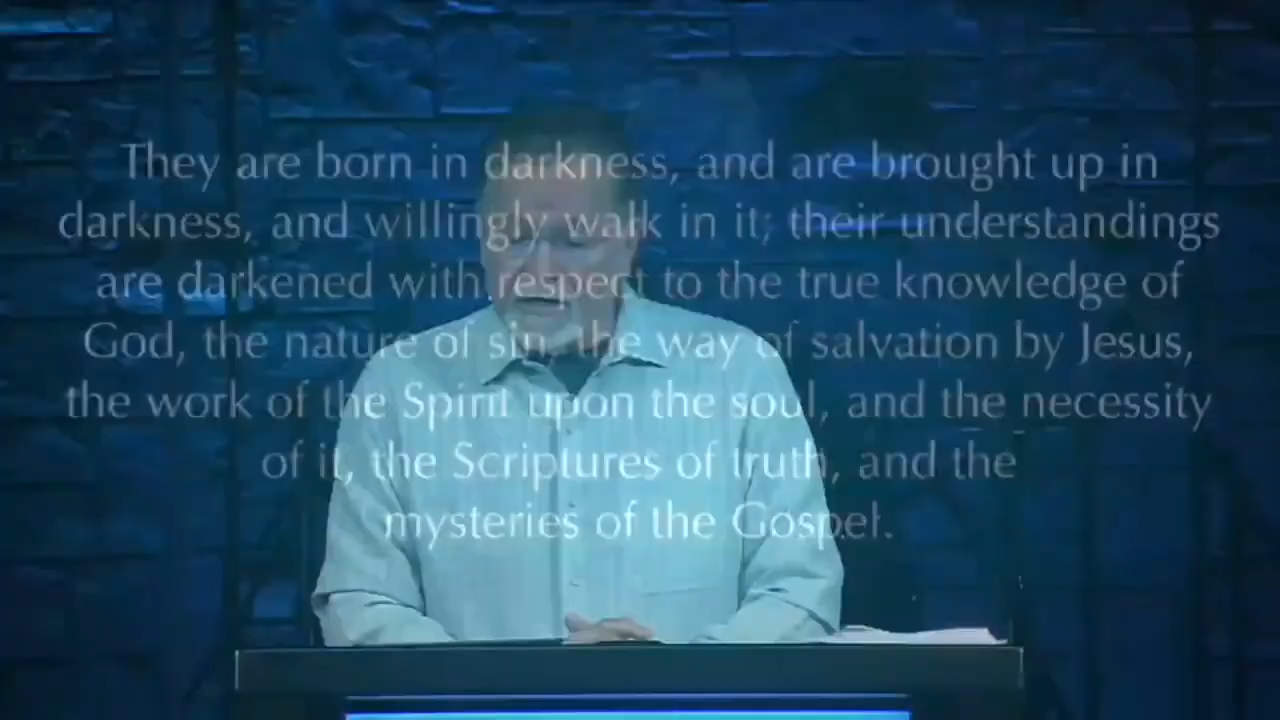 They are born in darkness, and are brought up in
darkness, and willingly walk in it; their understandings
are darkened with respect to the true knowledge of
God, the nature of sin, the way of salvation by Jesus,
the work of the Spirit upon the soul, and the necessity
of it, the Scriptures of truth, and the
mysteries of the Gospel.